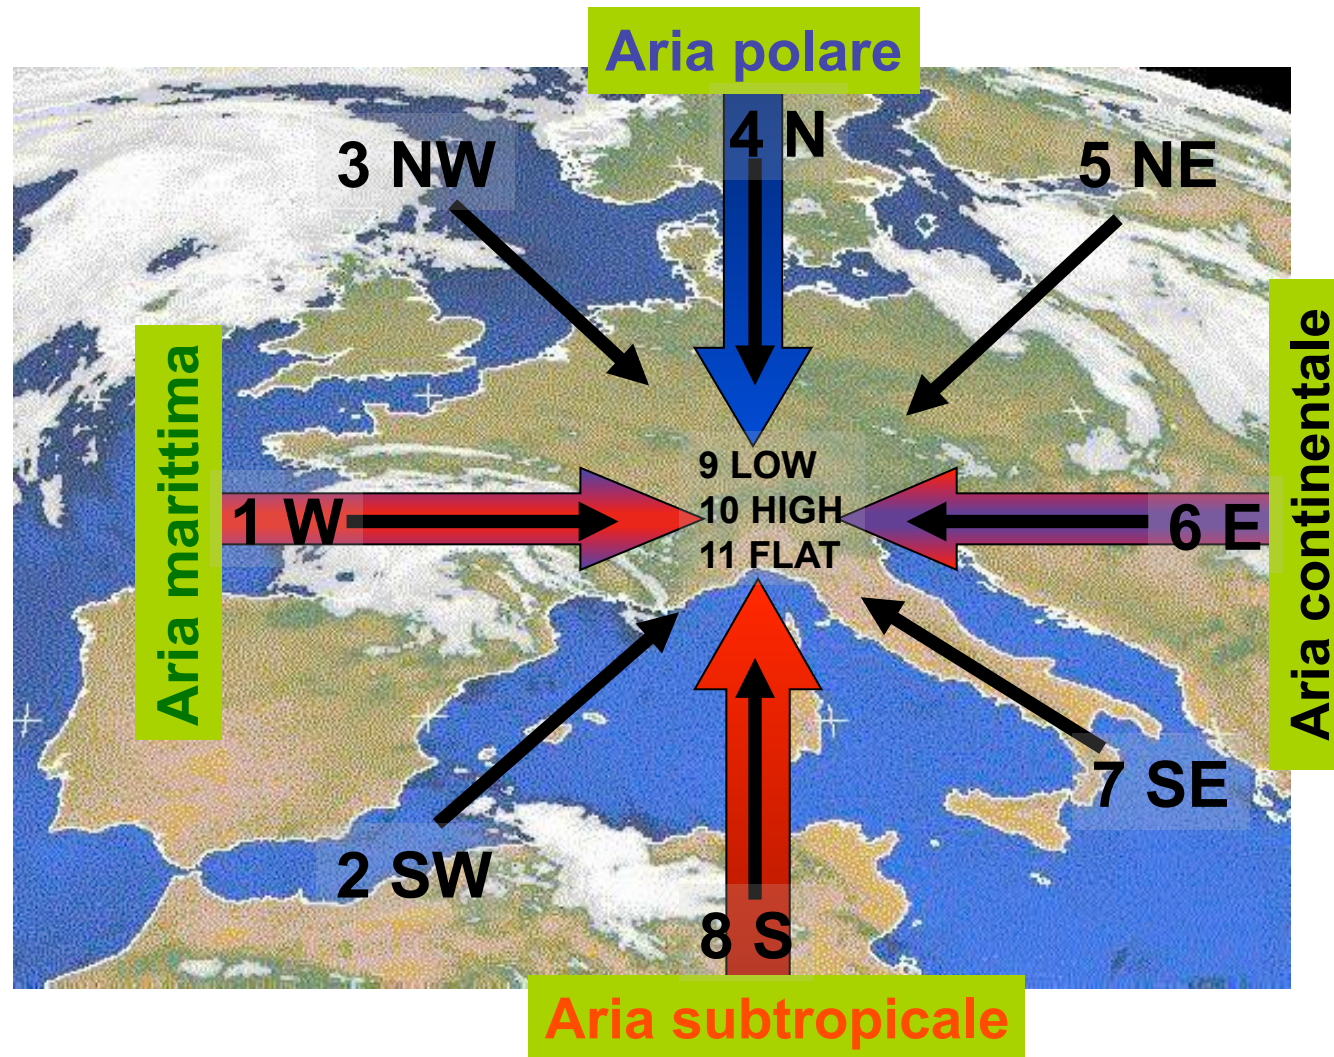 Aria polare
4 N
3 NW
5 NE
Aria marittima
Aria continentale
9 LOW
10 HIGH
11 FLAT
1 W
6 E
7 SE
2 SW
8 S
Aria subtropicale